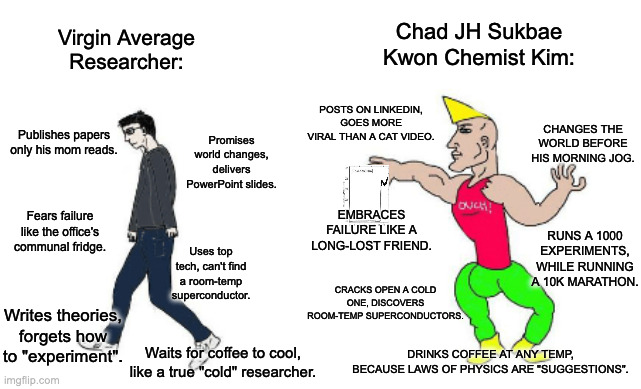 Virgin Average
Researcher:
Chad JH Sukbae
Kwon Chemist Kim:
Publishes papers
only his mom reads.
Promises
world changes,
delivers
PowerPoint slides.
Fears failure
like the office's
communal fridge.
Uses top
tech, can't find
a room-temp
superconductor.
Writes theories,
forgets how
to "experiment".
Waits for coffee to cool,
like a true "cold" researcher.
POSTS ON LINKEDIN,
GOES MORE
VIRAL THAN A CAT VIDEO.
CHANGES THE
WORLD BEFORE
HIS MORNING JOG.
OUCH!
EMBRACES
FAILURE LIKE A
LONG-LOST FRIEND.
RUNS A 1000
EXPERIMENTS,
WHILE RUNNING
A 10K MARATHON.
CRACKS OPEN A COLD
ONE, DISCOVERS
ROOM-TEMP SUPERCONDUCTORS.
DRINKS COFFEE AT ANY TEMP,
BECAUSE LAWS OF PHYSICS ARE "SUGGESTIONS".
imgflip.com